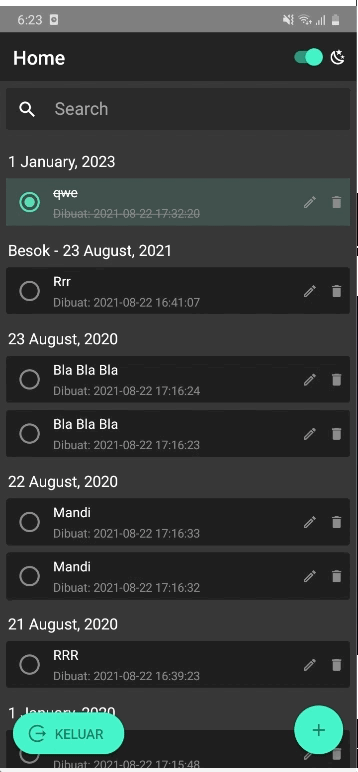 6:23
Home
Search
1 January, 2023
qwe
Dibuat: 2021-08-22 17:32:20
Besok - 23 August, 2021
Rrr
Dibuat: 2021-08-22 16:41:07
23 August, 2020
Bla Bla Bla
Dibuat: 2021-08-22 17:16:24
Bla Bla Bla
Dibuat: 2021-08-22 17:16:23
22 August, 2020
Mandi
Dibuat: 2021-08-22 17:16:33
Mandi
Dibuat: 2021-08-22 17:16:32
21 August, 2020
RRR
Dibuat: 2021-08-22 16:39:23
1 January, 2020
KELUAR
Dibuat: 2021-08-22 17:15:48